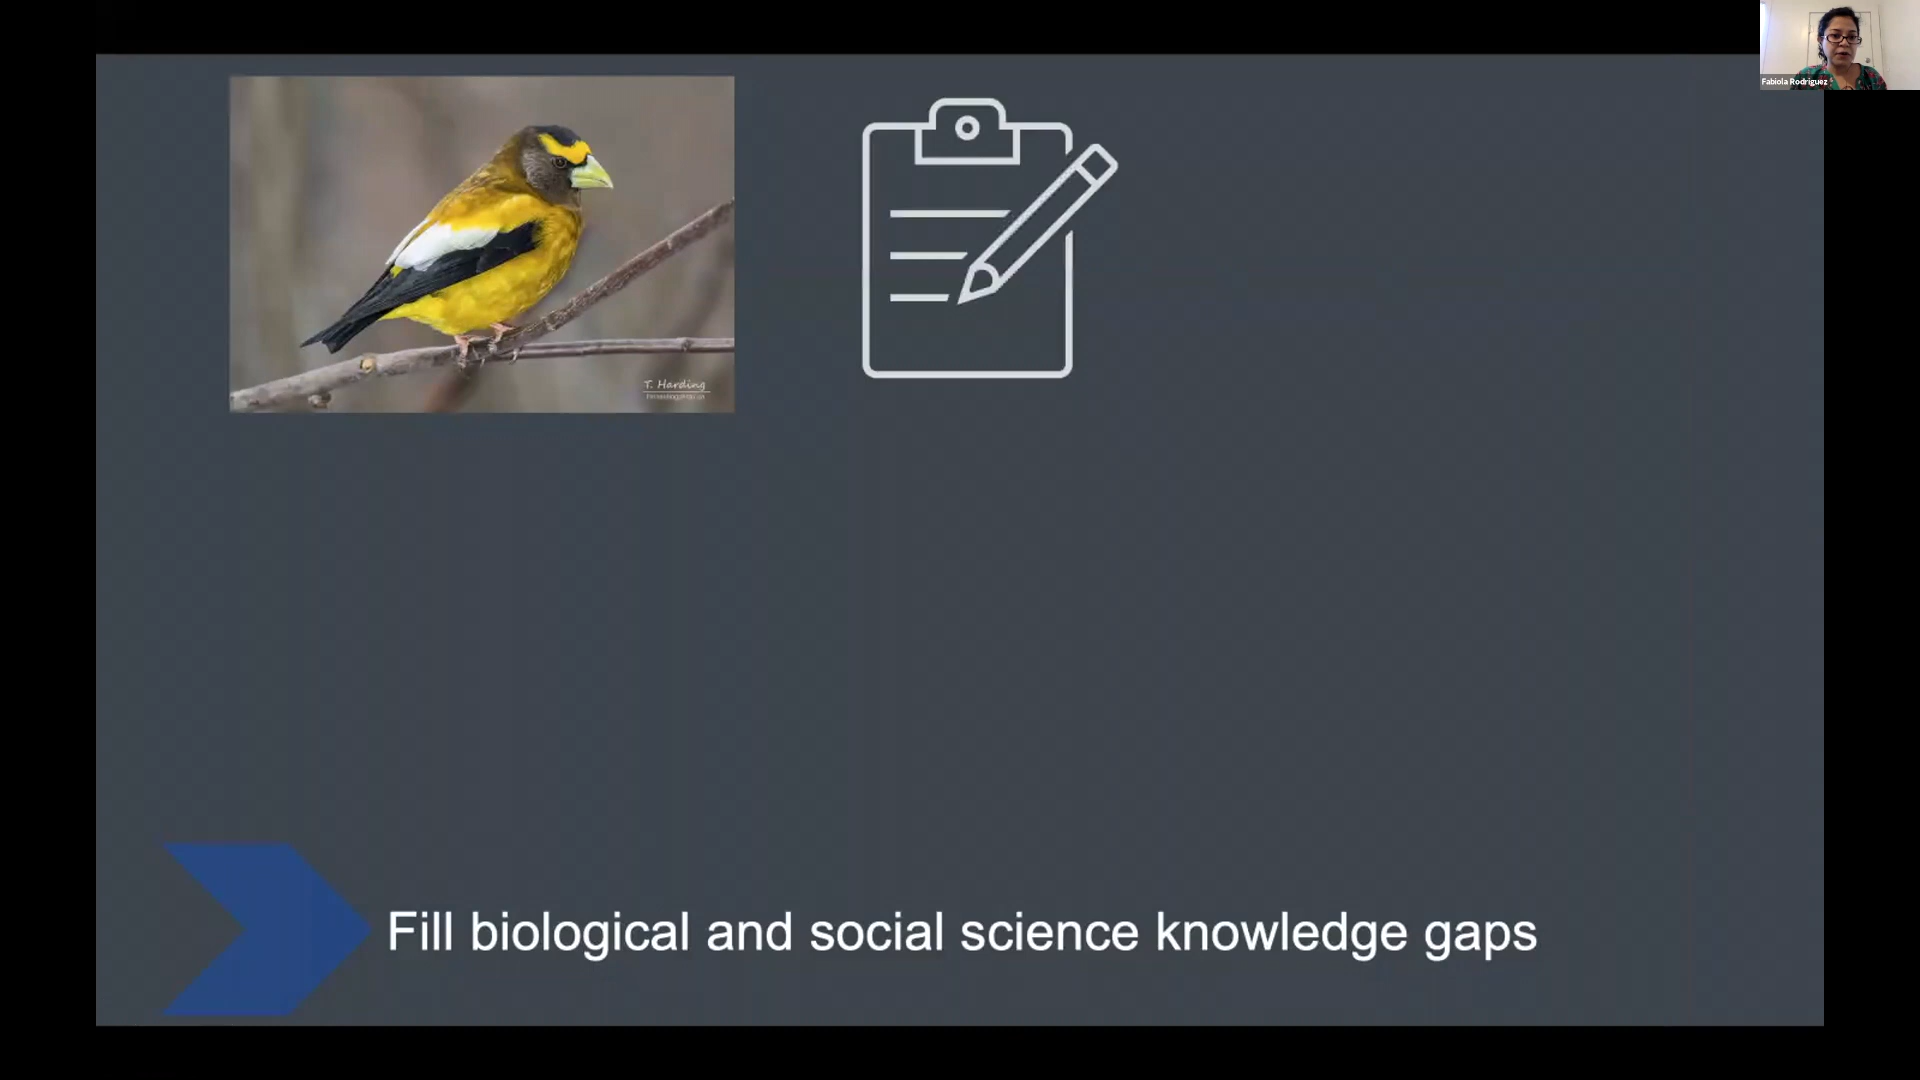 Fabiola Rodriguez
T. Harding
Fill biological and social science knowledge gaps